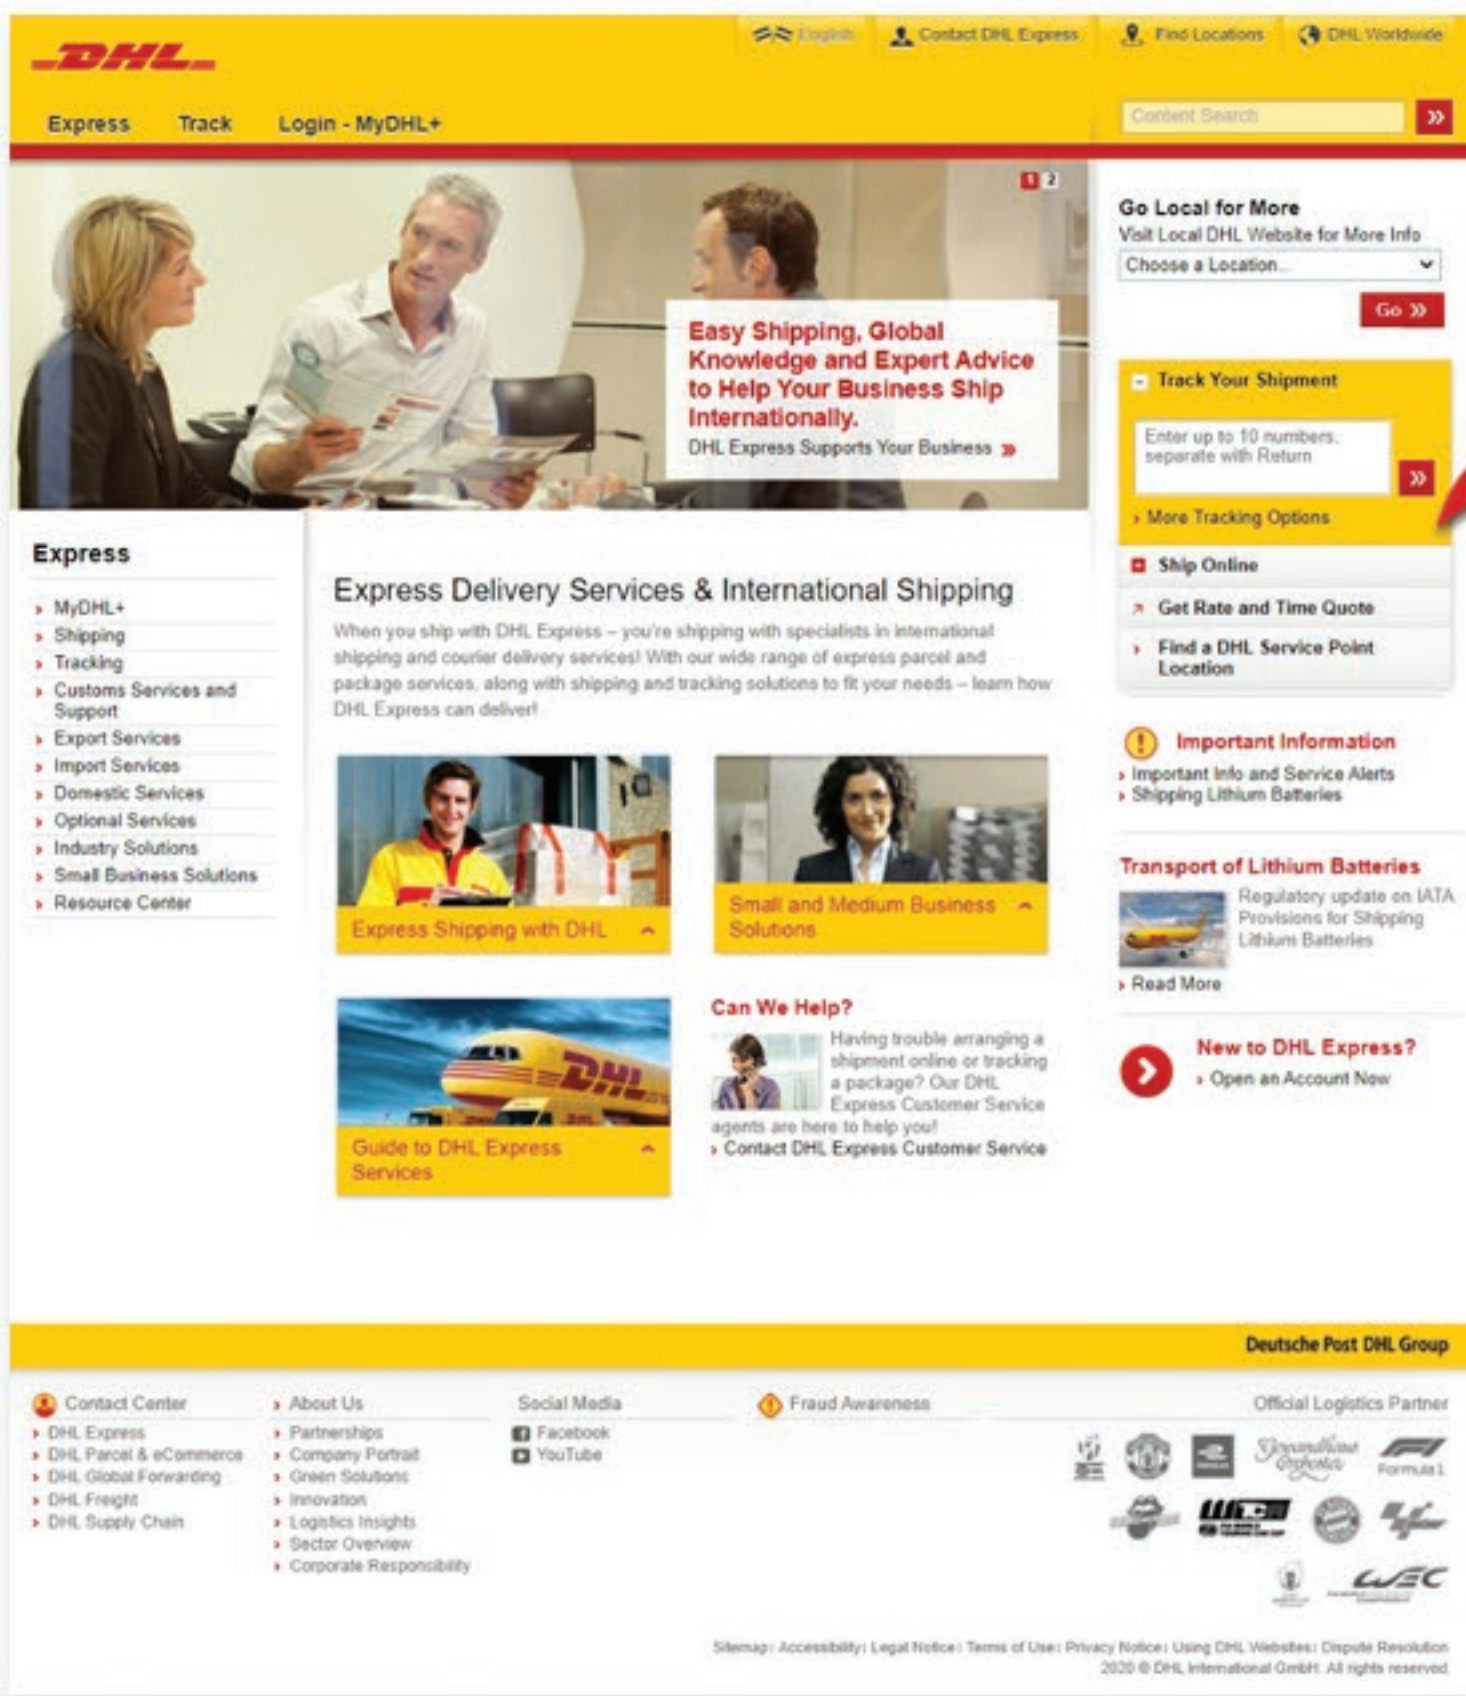 DHL
English
Contact DHL Express
Find Locations
DHL Worldwide
Express
Track
Login - MyDHL+
Content Search
1 2
Easy Shipping, Global
Knowledge and Expert Advice
to Help Your Business Ship
Internationally.
DHL Express Supports Your Business
Go Local for More
Visit Local DHL Website for More Info
Choose a Location...
Go
Track Your Shipment
Enter up to 10 numbers,
separate with Return
More Tracking Options
Ship Online
Get Rate and Time Quote
Find a DHL Service Point
Location
Express
MyDHL+
Shipping
Tracking
Customs Services and
Support
Export Services
Import Services
Domestic Services
Optional Services
Industry Solutions
Small Business Solutions
Resource Center
Express Delivery Services & International Shipping
When you ship with DHL Express – you're shipping with specialists in international
shipping and courier delivery services! With our wide range of express parcel and
package services, along with shipping and tracking solutions to fit your needs – learn how
DHL Express can deliver!
Express Shipping with DHL
Small and Medium Business
Solutions
DHL
Guide to DHL Express
Services
Can We Help?
Having trouble arranging a
shipment online or tracking
a package? Our DHL
Express Customer Service
agents are here to help you!
Contact DHL Express Customer Service
Important Information
Important Info and Service Alerts
Shipping Lithium Batteries
Transport of Lithium Batteries
Regulatory update on IATA
Provisions for Shipping
Lithium Batteries
Read More
New to DHL Express?
Open an Account Now
Deutsche Post DHL Group
Contact Center
DHL Express
DHL Parcel & eCommerce
DHL Global Forwarding
DHL Freight
DHL Supply Chain
About Us
Partnerships
Company Portrait
Green Solutions
Innovation
Logistics Insights
Sector Overview
Corporate Responsibility
Social Media
Facebook
YouTube
Fraud Awareness
Official Logistics Partner
Gewandhaus
Orchester
Formula 1
WTCR
WEC
Sitemap | Accessibility | Legal Notice | Terms of Use | Privacy Notice | Using DHL Websites | Dispute Resolution
2020 © DHL International GmbH. All rights reserved.